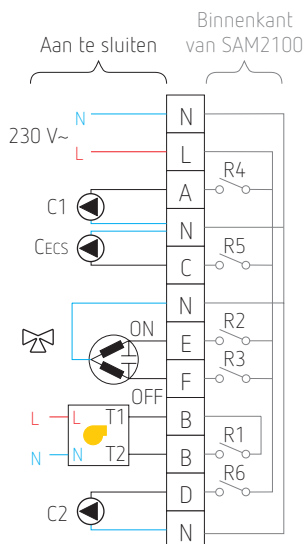 Binnenkant
Aan te sluiten van SAM2100
N N
230 V~
L L
R4
A
C1
N
CECS
R5
C
N
ON R2
E
R3
F
OFF
L L T1 B
R1
N N T2 B
R6
D
C2
N